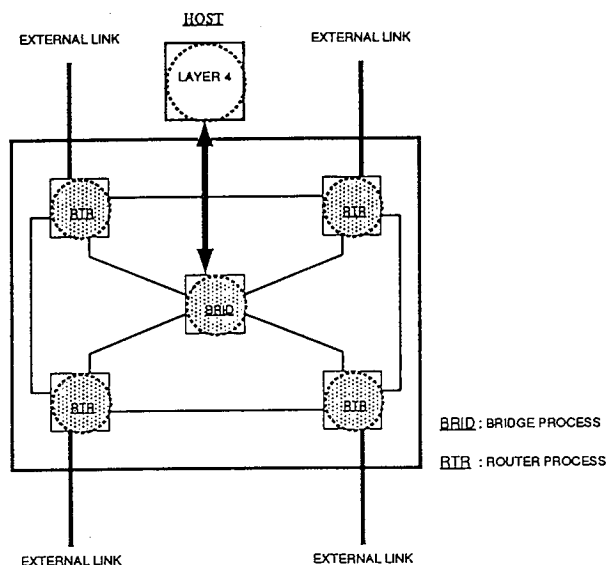 HOST
EXTERNAL LINK
EXTERNAL LINK
LAYER 4
RTR
RTR
BRID
RTR
RTR
BRID : BRIDGE PROCESS
RTR : ROUTER PROCESS
EXTERNAL LINK
EXTERNAL LINK